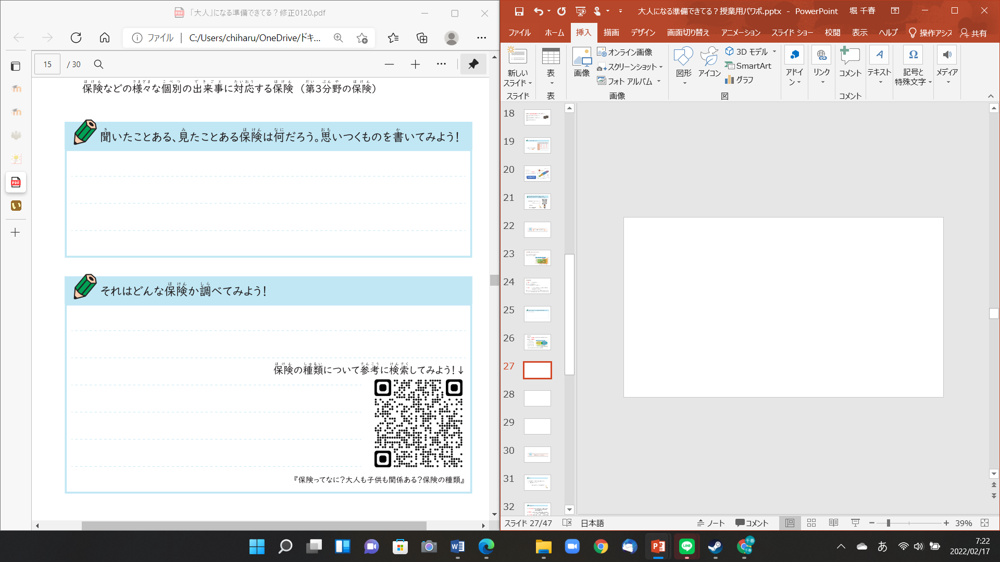 「大人」になる準備できてる？修正0120.pdf
ファイル
C:/Users/chiharu/OneDrive/ドキ...
15
/ 30
保険などの様々な個別の出来事に対応する保険（第3分野の保険）
聞いたことある、見たことある保険は何だろう。思いつくものを書いてみよう！
それはどんな保険か調べてみよう！
保険の種類について参考に検索してみよう！↓
『保険ってなに？大人も子供も関係ある？保険の種類』
大人になる準備できてる？授業用パワポ.pptx - PowerPoint
堀 千春
ファイル
ホーム
挿入
描画
デザイン
画面切り替え
アニメーション
スライド ショー
校閲
表示
ヘルプ
操作アシス
共有
新しい
スライド
スライド
表
表
画像
オンライン画像
スクリーンショット
フォト アルバム
画像
図形
アイコン
3D モデル
SmartArt
グラフ
図
アドイ
ン
リンク
コメント
コメント
テキスト
記号と
特殊文字
メディア
18
19
20
21
22
23
24
25
26
27
28
29
30
31
32
スライド 27/47
日本語
ノート
コメント
39%
あ
7:22
2022/02/17